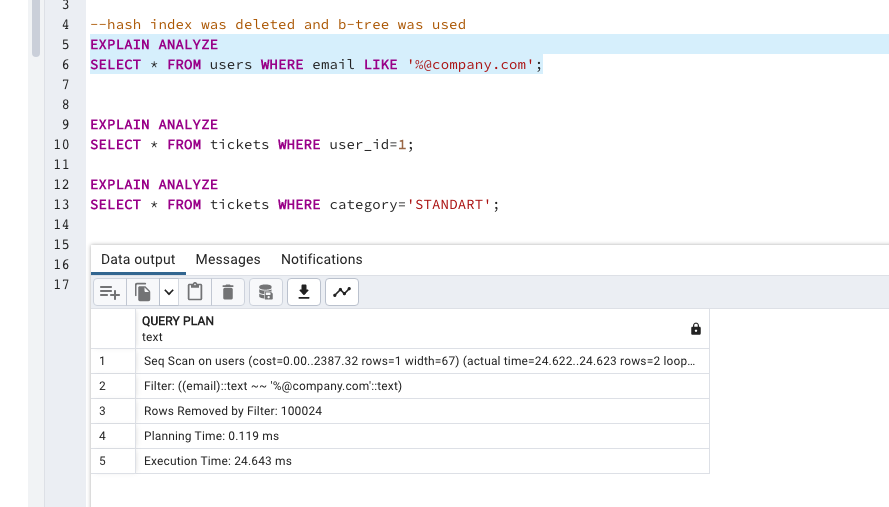 3
4 --hash index was deleted and b-tree was used
5 EXPLAIN ANALYZE
6 SELECT * FROM users WHERE email LIKE '%@company.com';
7
8
9 EXPLAIN ANALYZE
10 SELECT * FROM tickets WHERE user_id=1;
11
12 EXPLAIN ANALYZE
13 SELECT * FROM tickets WHERE category='STANDART';
14
15
16
17
Data output Messages Notifications
QUERY PLAN
text
1 Seq Scan on users (cost=0.00..2387.32 rows=1 width=67) (actual time=24.622..24.623 rows=2 loop...
2 Filter: ((email)::text ~~ '%@company.com'::text)
3 Rows Removed by Filter: 100024
4 Planning Time: 0.119 ms
5 Execution Time: 24.643 ms